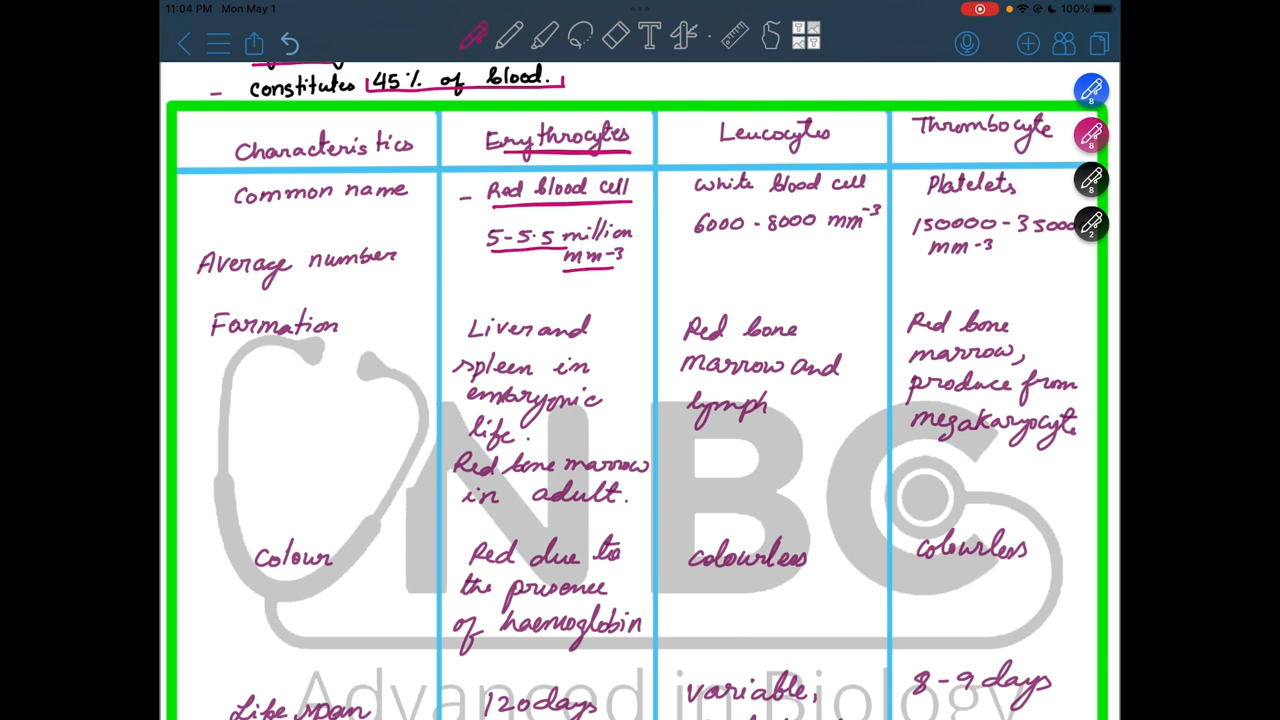 11:04 PM Mon May 1
100%
- constitutes 45% of blood.
Characteristics
Erythrocytes
Leucocytes
Thrombocyte
Common name
- Red blood cell
White blood cell
Platelets
Average number
5-5.5 million
mm-3
6000 - 8000 mm-3
150000 - 35000
mm-3
Formation
Liver and
spleen in
embryonic
life.
Red bone marrow
in adult.
Red bone
marrow and
lymph
Red bone
marrow,
produce from
megakaryocyte
Colour
Red due to
the presence
of haemoglobin
colourless
colourless
Life span
120 days
variable,
8-9 days
NBC
Advanced in Biology